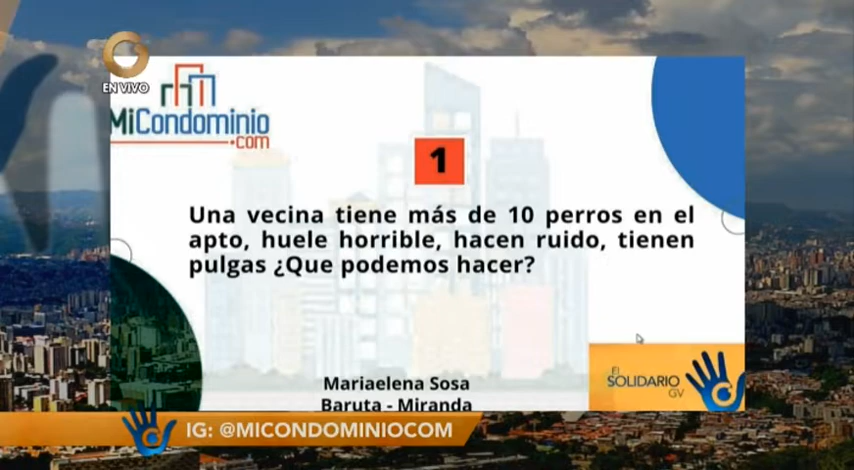 EN VIVO
MiCondominio
.com
1
Una vecina tiene más de 10 perros en el
apto, huele horrible, hacen ruido, tienen
pulgas ¿Que podemos hacer?
Mariaelena Sosa
Baruta - Miranda
EL
SOLIDARIO
GV
IG: @MICONDOMINIOCOM